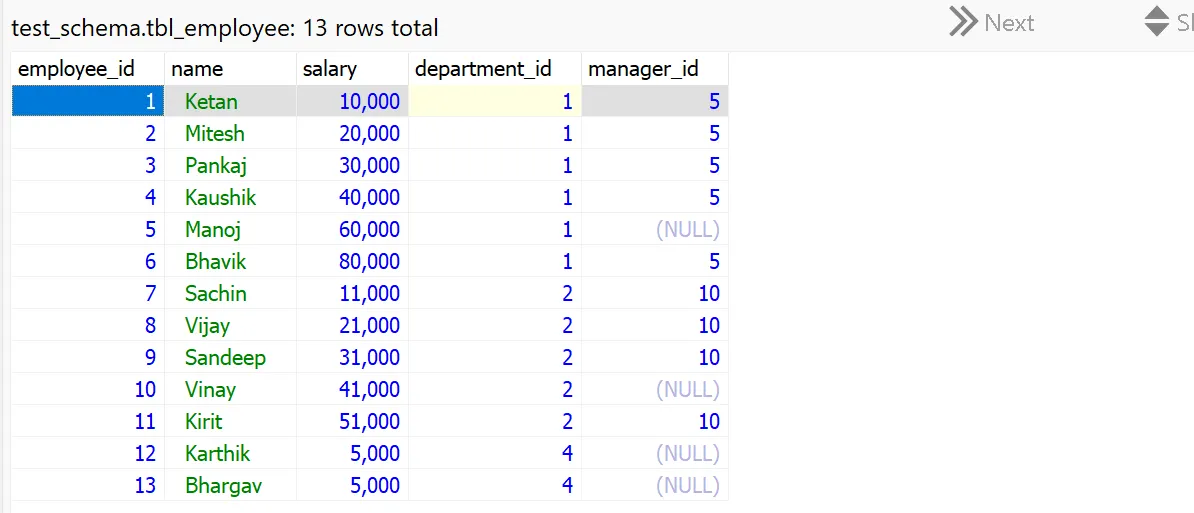 test_schema.tbl_employee: 13 rows total Next
employee_id name salary department_id manager_id
1 Ketan 10,000 1 5
2 Mitesh 20,000 1 5
3 Pankaj 30,000 1 5
4 Kaushik 40,000 1 5
5 Manoj 60,000 1 (NULL)
6 Bhavik 80,000 1 5
7 Sachin 11,000 2 10
8 Vijay 21,000 2 10
9 Sandeep 31,000 2 10
10 Vinay 41,000 2 (NULL)
11 Kirit 51,000 2 10
12 Karthik 5,000 4 (NULL)
13 Bhargav 5,000 4 (NULL)